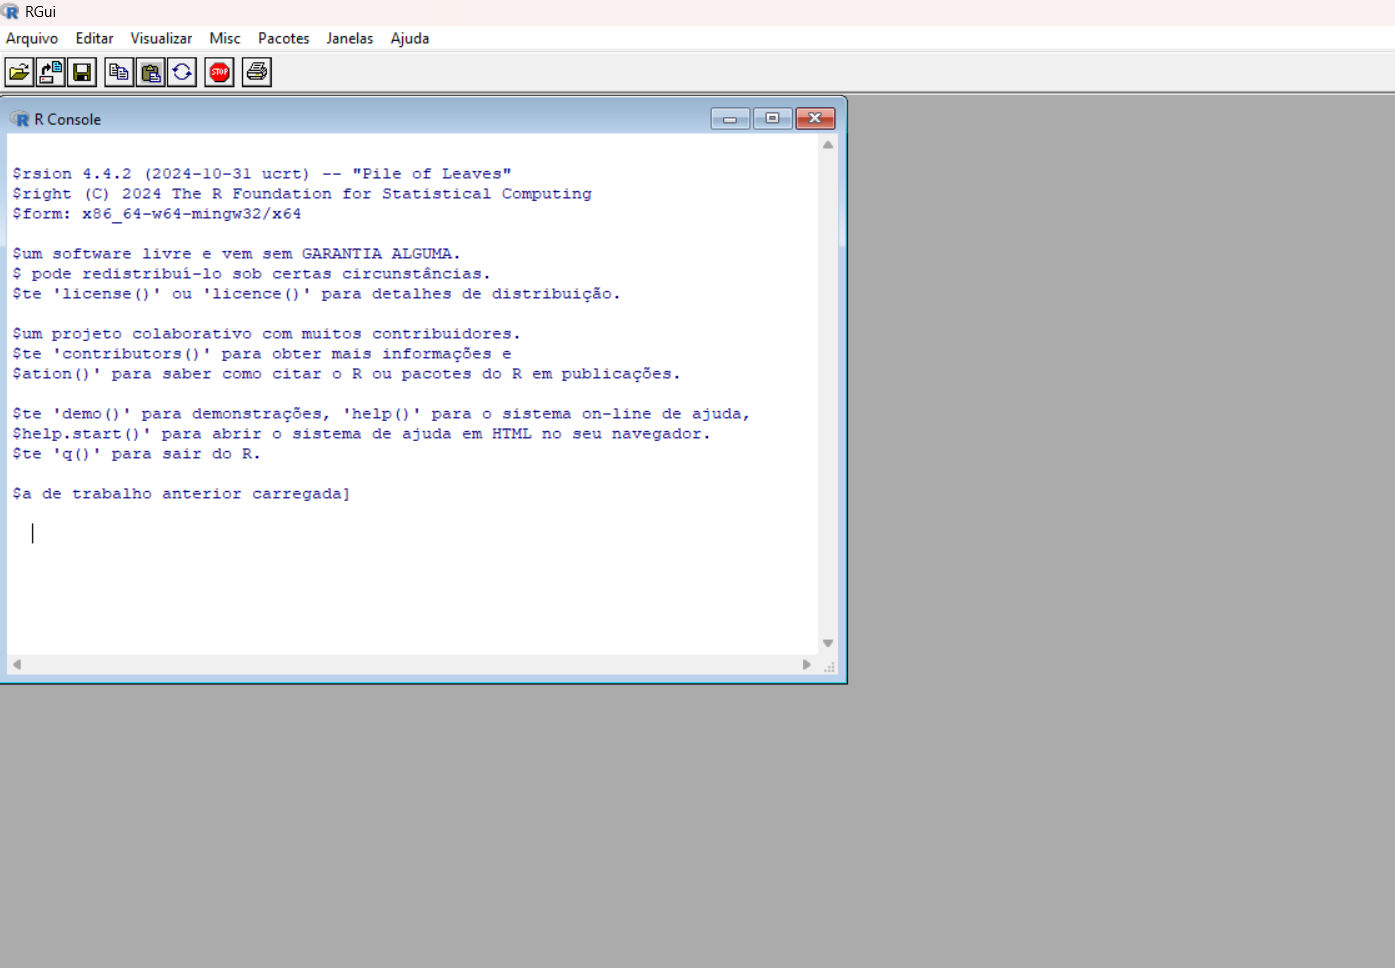 RGui
Arquivo Editar Visualizar Misc Pacotes Janelas Ajuda
STOP
R Console
$rsion 4.4.2 (2024-10-31 ucrt) -- "Pile of Leaves"
$right (C) 2024 The R Foundation for Statistical Computing
$form: x86_64-w64-mingw32/x64
$um software livre e vem sem GARANTIA ALGUMA.
$ pode redistribuí-lo sob certas circunstâncias.
$te 'license()' ou 'licence()' para detalhes de distribuição.
$um projeto colaborativo com muitos contribuidores.
$te 'contributors()' para obter mais informações e
$ation()' para saber como citar o R ou pacotes do R em publicações.
$te 'demo()' para demonstrações, 'help()' para o sistema on-line de ajuda,
$help.start()' para abrir o sistema de ajuda em HTML no seu navegador.
$te 'q()' para sair do R.
$a de trabalho anterior carregada]